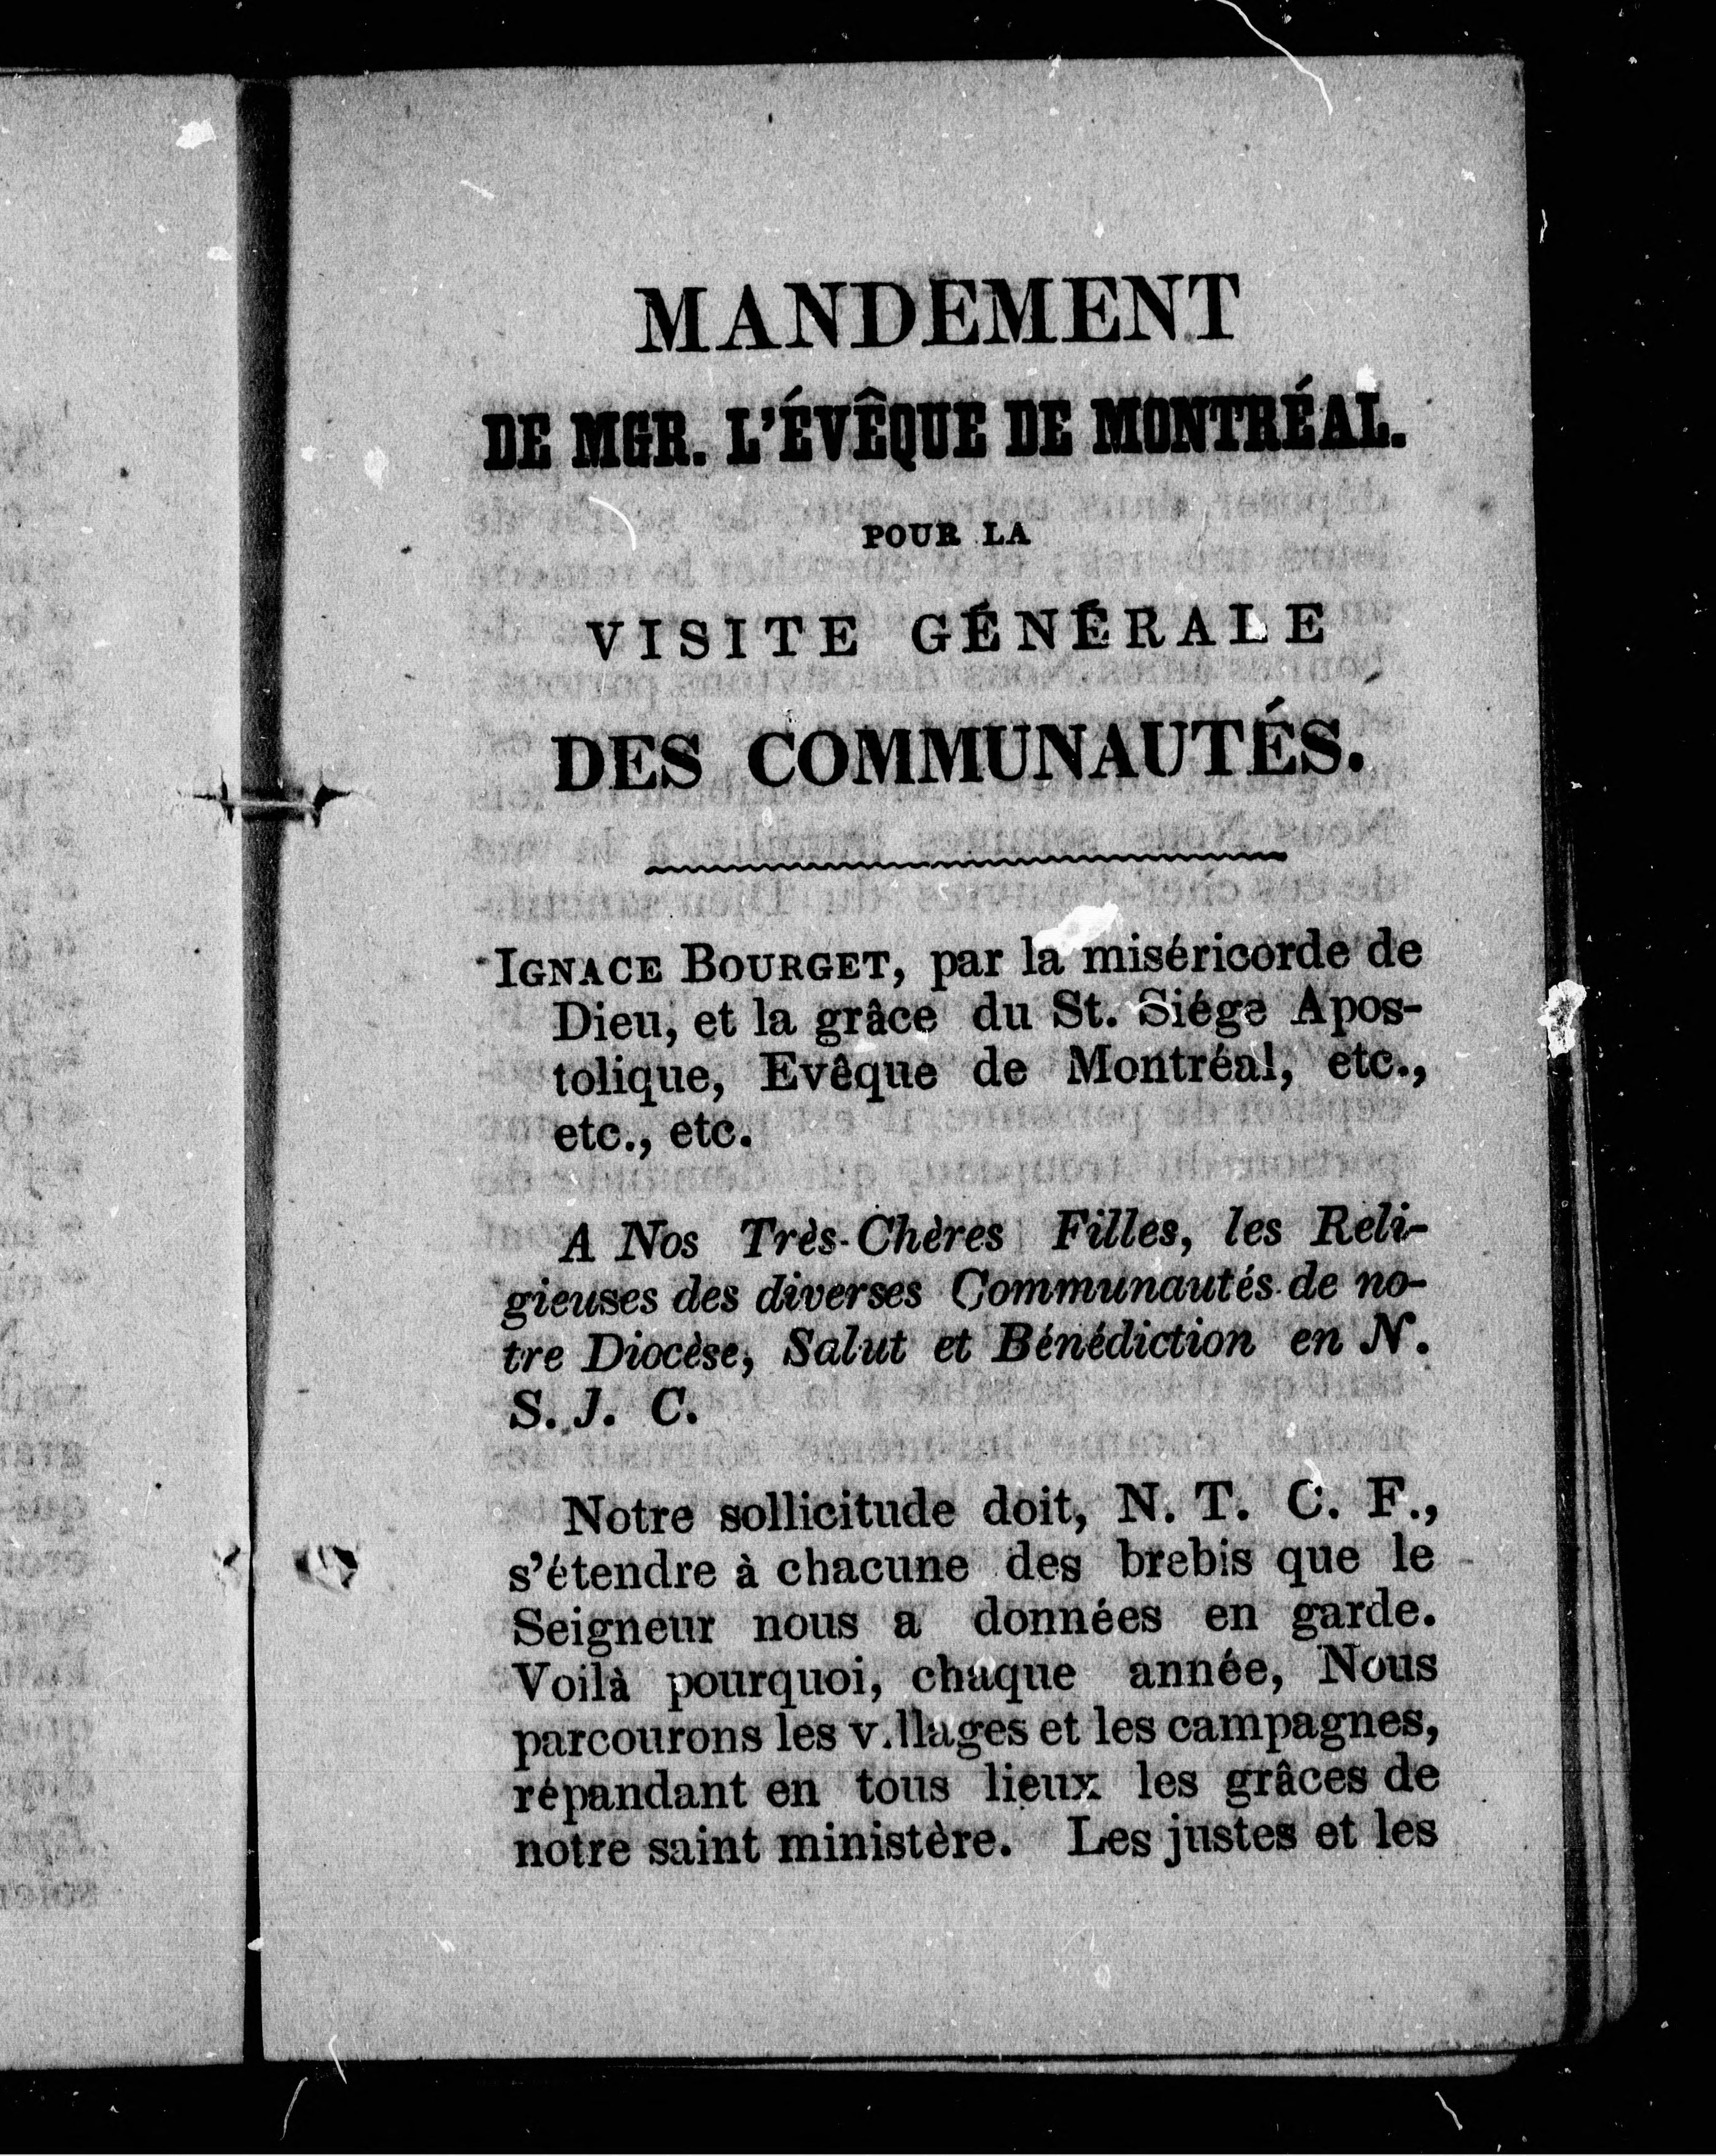 MANDEMENT
DE MGR. L'ÉVÊQUE DE MONTRÉAL.
POUR LA
VISITE GÉNÉRALE
DES COMMUNAUTÉS.
IGNACE BOURGET, par la miséricorde de
Dieu, et la grâce du St. Siége Apos-
tolique, Evêque de Montréal, etc.,
etc., etc.
A Nos Très-Chères Filles, les Reli-
gieuses des diverses Communautés de no-
tre Diocèse, Salut et Bénédiction en N.
S. J. C.
Notre sollicitude doit, N. T. C. F.,
s'étendre à chacune des brebis que le
Seigneur nous a données en garde.
Voilà pourquoi, chaque année, Nous
parcourons les villages et les campagnes,
répandant en tous lieux les grâces de
notre saint ministère. Les justes et les